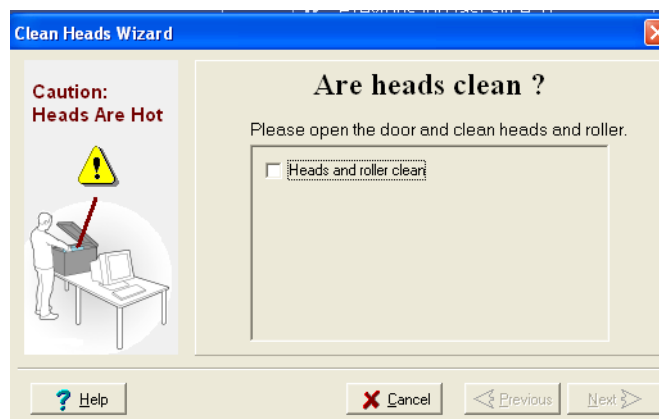 Clean Heads Wizard
Caution:
Heads Are Hot
Are heads clean ?
Please open the door and clean heads and roller.
Heads and roller clean
Help
Cancel
Previous
Next